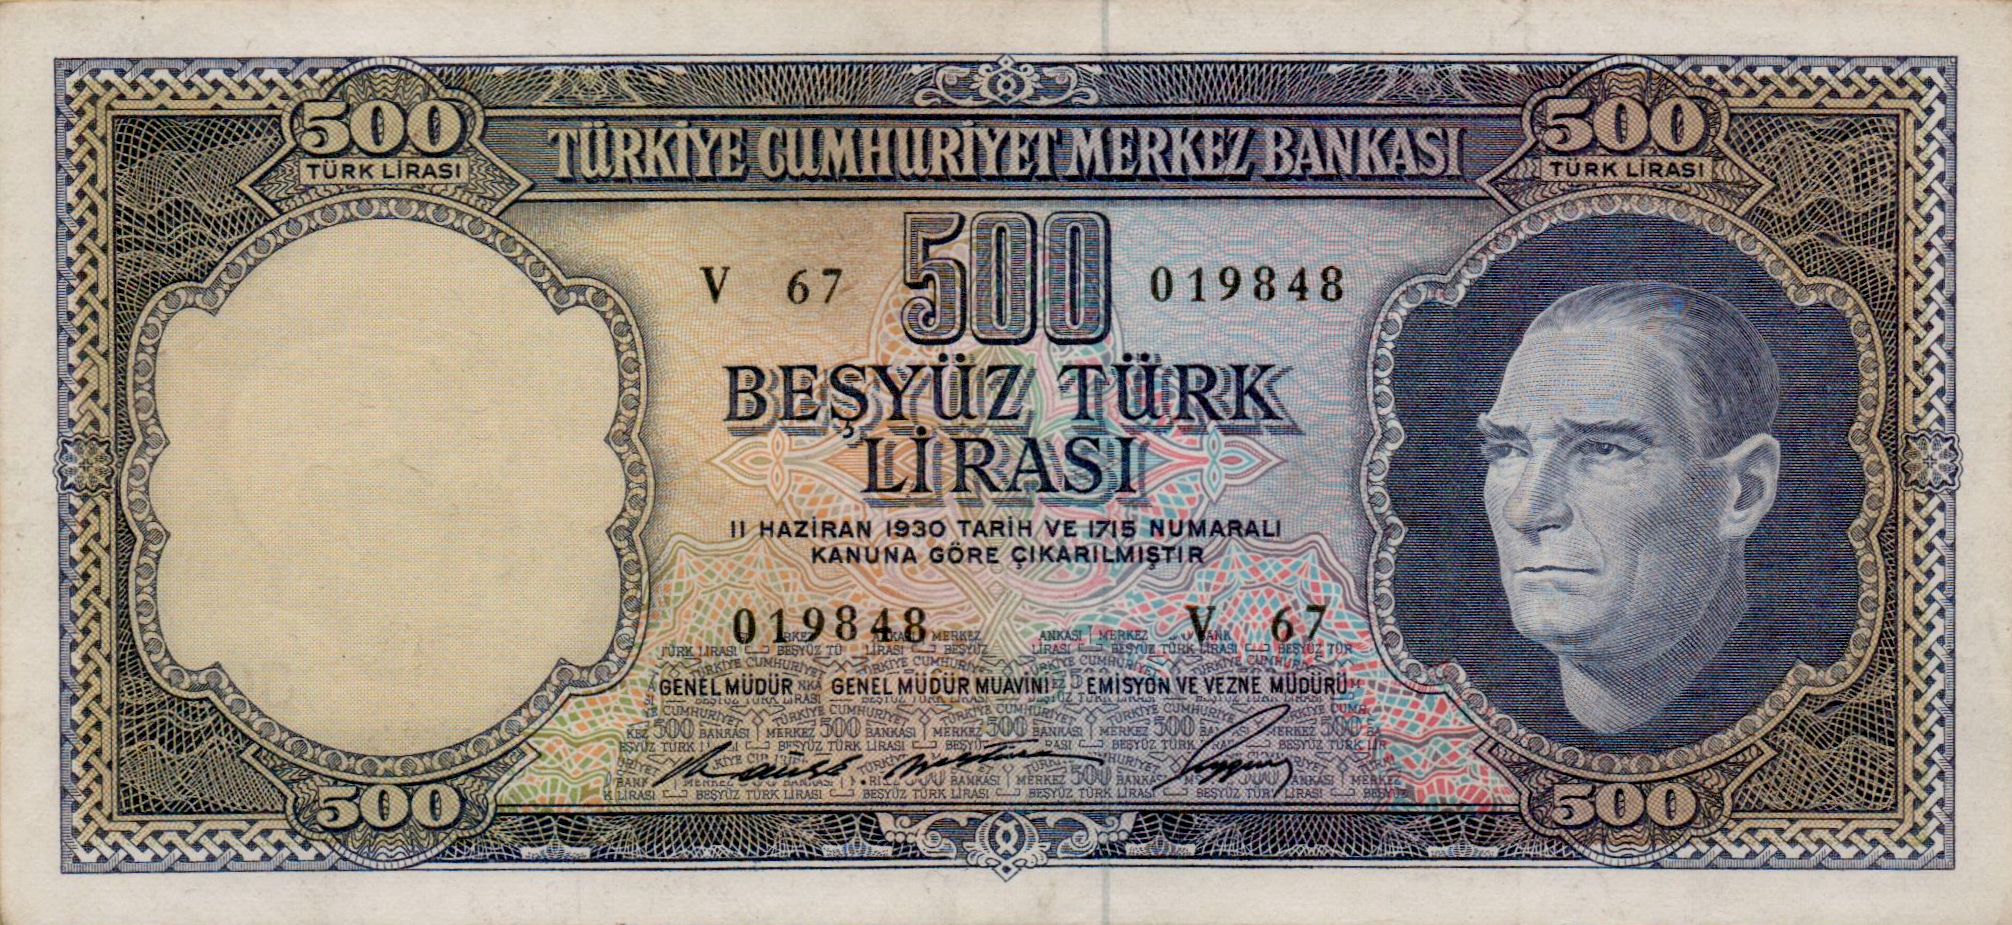 500
TÜRK LİRASI
TÜRKİYE CUMHURİYET MERKEZ BANKASI
500
TÜRK LİRASI
500
V 67
019848
BEŞYÜZ TÜRK
LİRASI
11 HAZİRAN 1930 TARİH VE 1715 NUMARALI
KANUNA GÖRE ÇIKARILMIŞTIR
019848
V 67
GENEL MÜDÜR
GENEL MÜDÜR MUAVİNİ
EMİSYON VE VEZNE MÜDÜRÜ
500
500